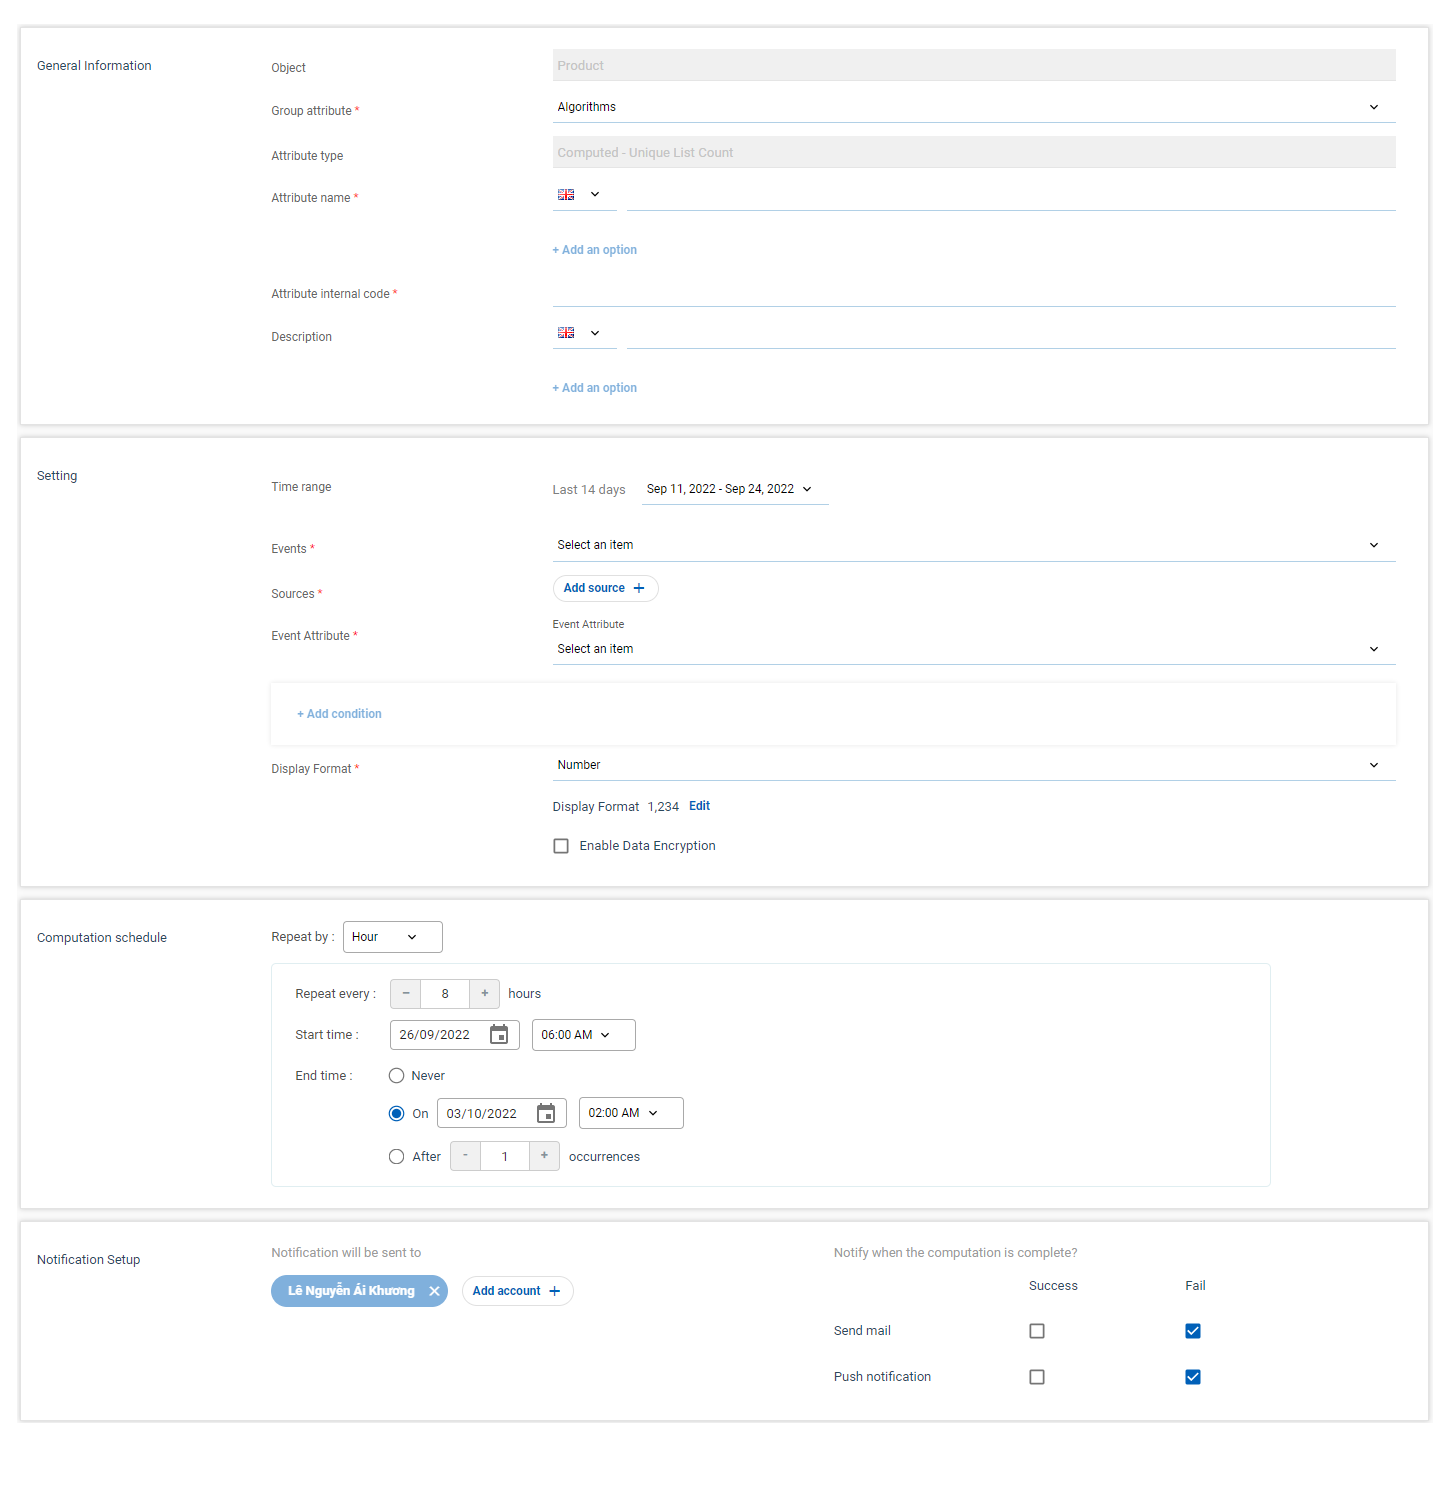 General Information
Object
Product
Group attribute *
Algorithms
Attribute type
Computed - Unique List Count
Attribute name *
+ Add an option
Attribute internal code *
Description
+ Add an option
Setting
Time range
Last 14 days
Sep 11, 2022 - Sep 24, 2022
Events *
Select an item
Sources *
Add source +
Event Attribute *
Event Attribute
Select an item
+ Add condition
Display Format *
Number
Display Format 1,234 Edit
Enable Data Encryption
Computation schedule
Repeat by :
Hour
Repeat every :
− 8 + hours
Start time :
26/09/2022
06:00 AM
End time :
Never
On
03/10/2022
02:00 AM
After
- 1 + occurrences
Notification Setup
Notification will be sent to
Lê Nguyễn Ái Khương
Add account +
Notify when the computation is complete?
Success Fail
Send mail
Push notification